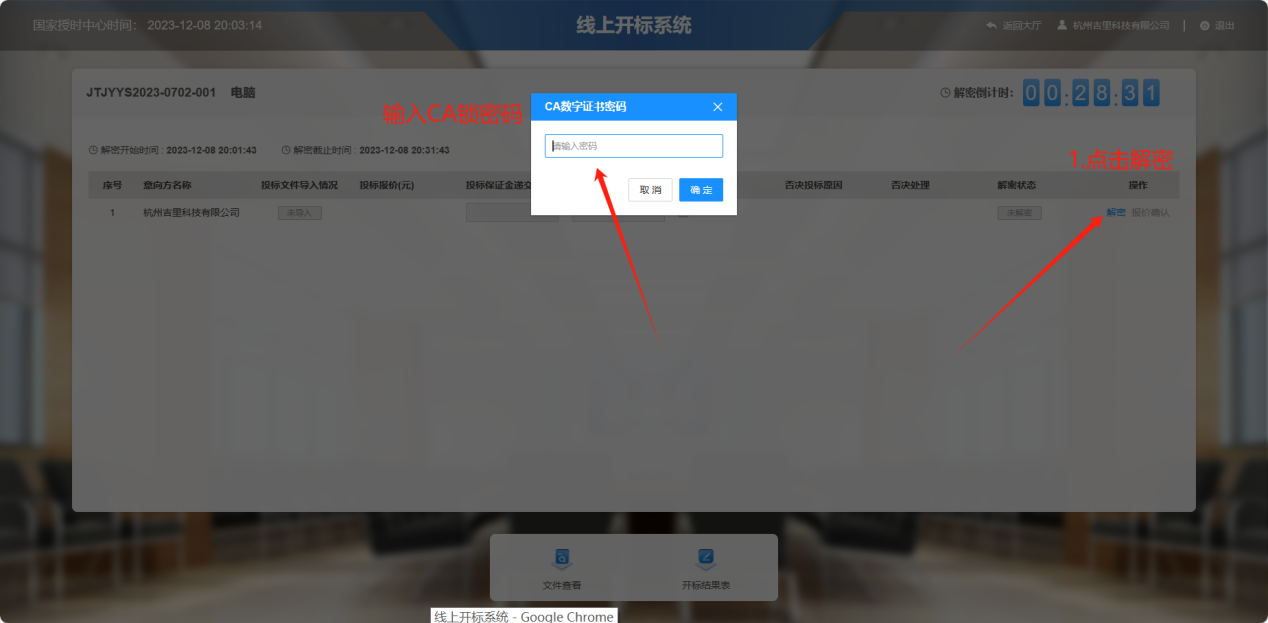 国家授时中心时间： 2023-12-08 20:03:14
线上开标系统
返回大厅 杭州吉里科技有限公司 | 退出
JTJYYS2023-0702-001 电脑
解密倒计时： 00:28:31
输入CA锁密码
CA数字证书密码
请输入密码
取 消 确 定
1.点击解密
解密开始时间 : 2023-12-08 20:01:43 解密截止时间 : 2023-12-08 20:31:43
序号 意向方名称 投标文件导入情况 投标报价(元) 投标保证金递交 否决投标原因 否决处理 解密状态 操作
1 杭州吉里科技有限公司 未导入 未解密 解密 报价确认
文件查看 开标结果表
线上开标系统 - Google Chrome